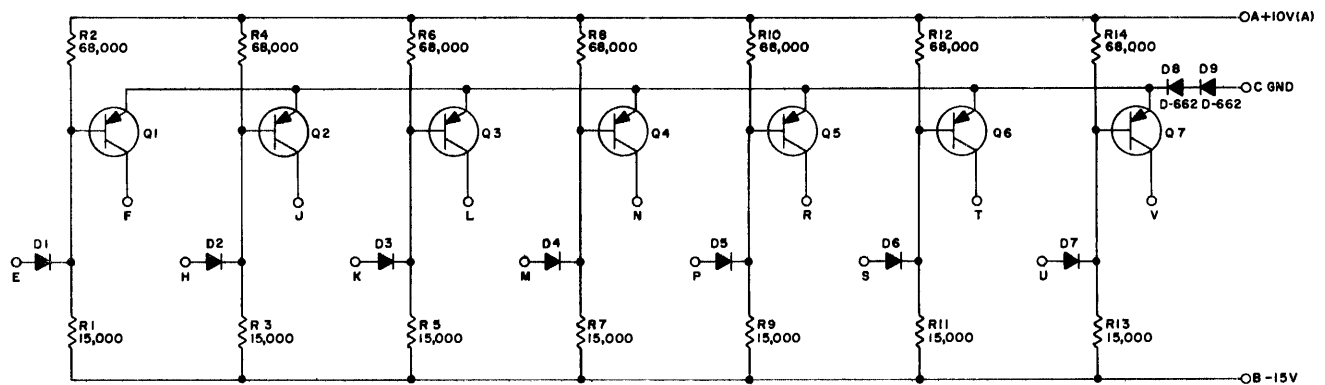 A+10V(A)
R2
68,000
R4
68,000
R6
68,000
R8
68,000
R10
68,000
R12
68,000
R14
68,000
D8
D9
C GND
D-662
D-662
Q1
Q2
Q3
Q4
Q5
Q6
Q7
F
J
L
N
R
T
V
D1
D2
D3
D4
D5
D6
D7
E
H
K
M
P
S
U
R1
15,000
R3
15,000
R5
15,000
R7
15,000
R9
15,000
R11
15,000
R13
15,000
B-15V